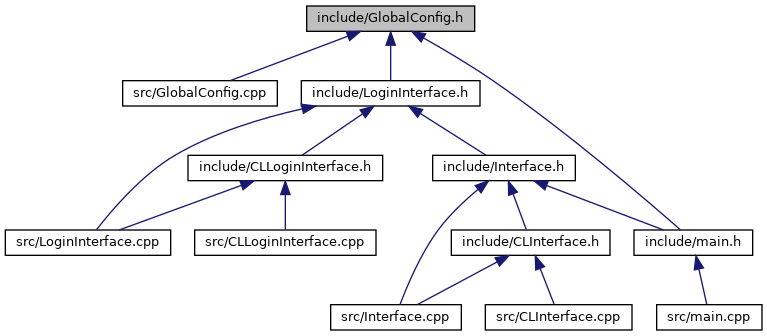 include/GlobalConfig.h
src/GlobalConfig.cpp
include/LoginInterface.h
include/CLLoginInterface.h
include/Interface.h
src/LoginInterface.cpp
src/CLLoginInterface.cpp
include/CLInterface.h
include/main.h
src/Interface.cpp
src/CLInterface.cpp
src/main.cpp